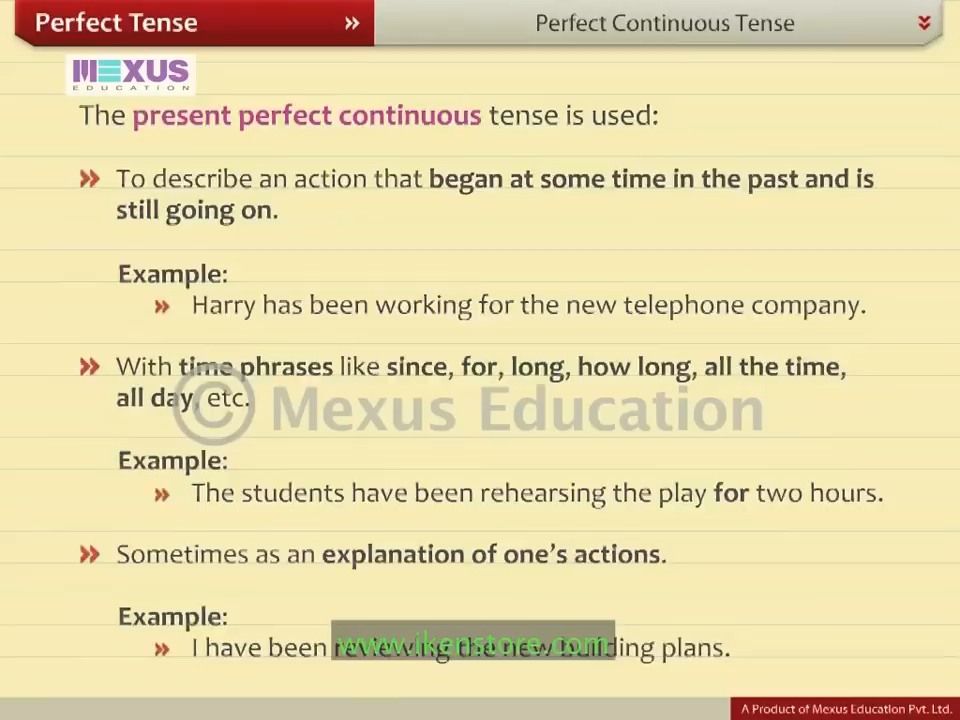 Perfect Tense »
Perfect Continuous Tense
MEXUS
EDUCATION
The present perfect continuous tense is used:
» To describe an action that began at some time in the past and is
still going on.
Example:
» Harry has been working for the new telephone company.
» With time phrases like since, for, long, how long, all the time,
all day, etc.
© Mexus Education
Example:
» The students have been rehearsing the play for two hours.
» Sometimes as an explanation of one's actions.
Example:
» I have been reviewing the new building plans.
www.ikenstore.com
A Product of Mexus Education Pvt. Ltd.